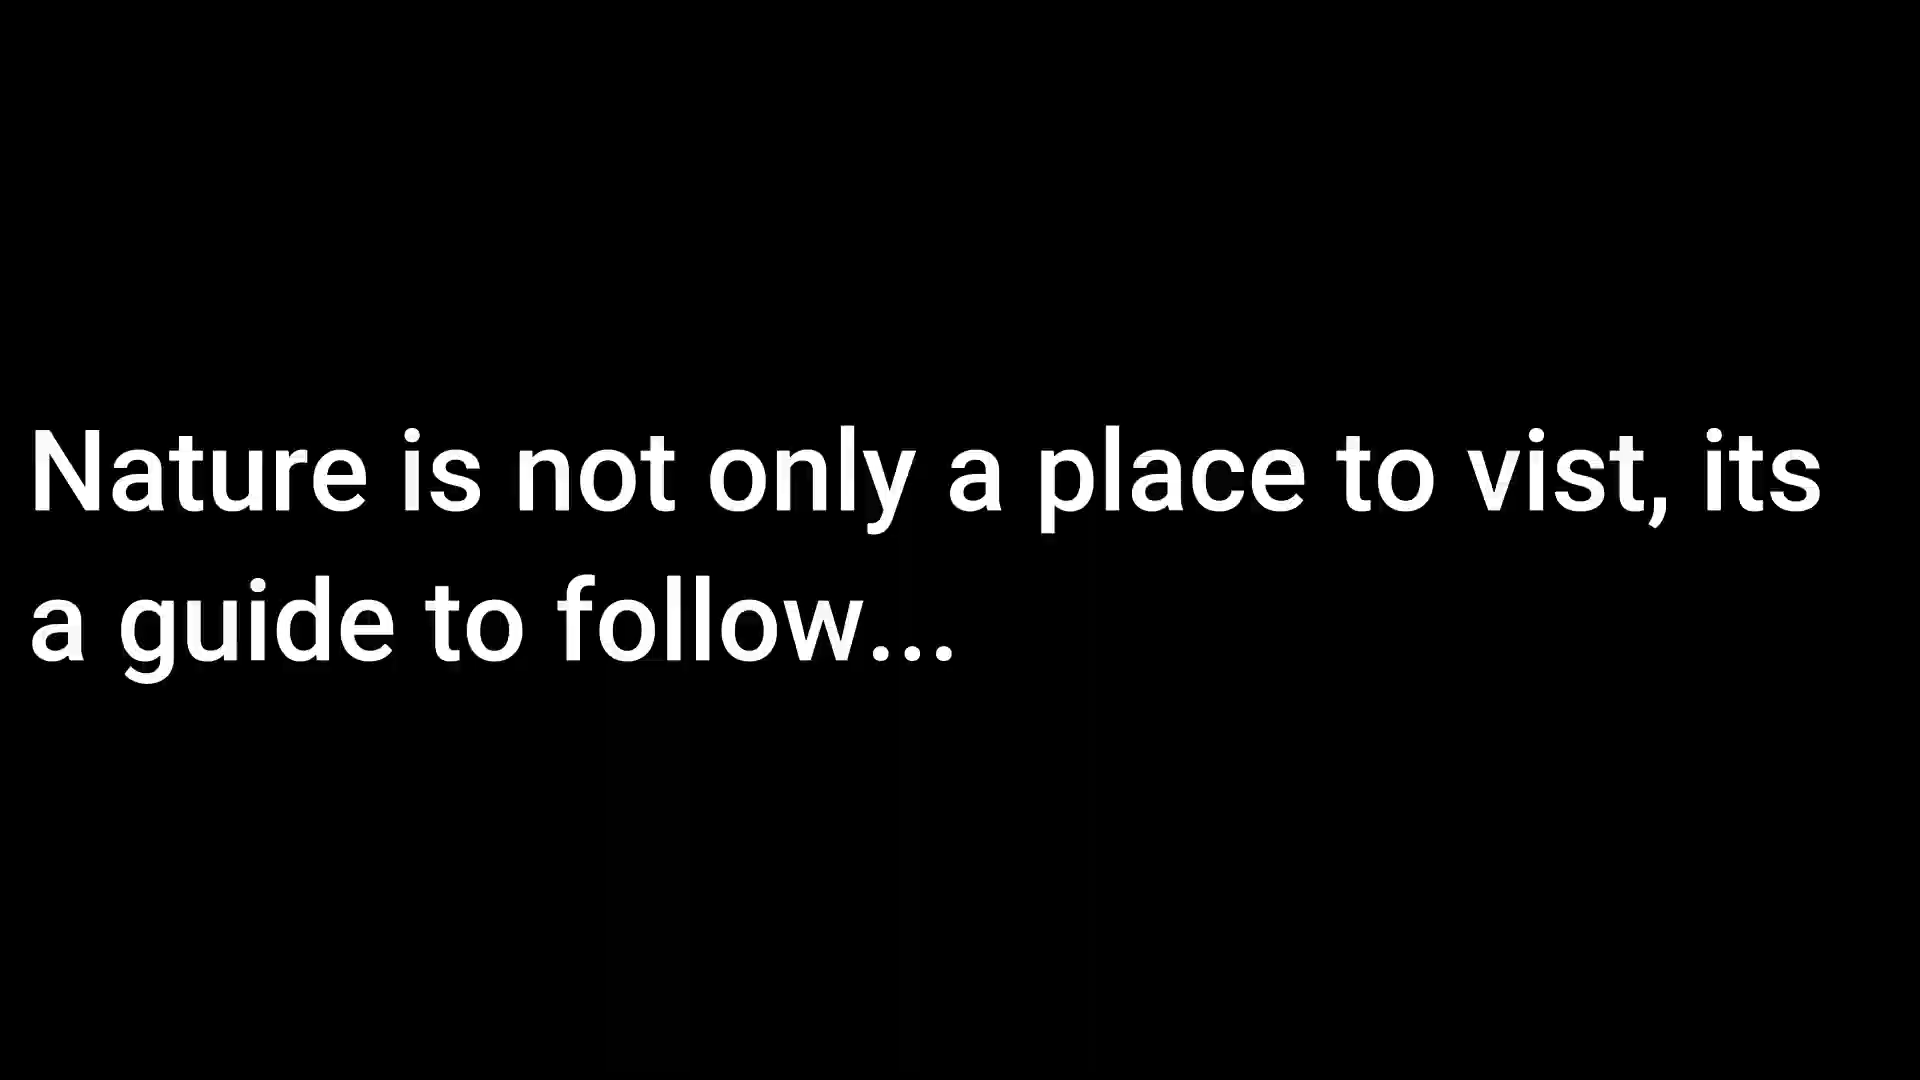 Nature is not only a place to vist, its
a guide to follow...